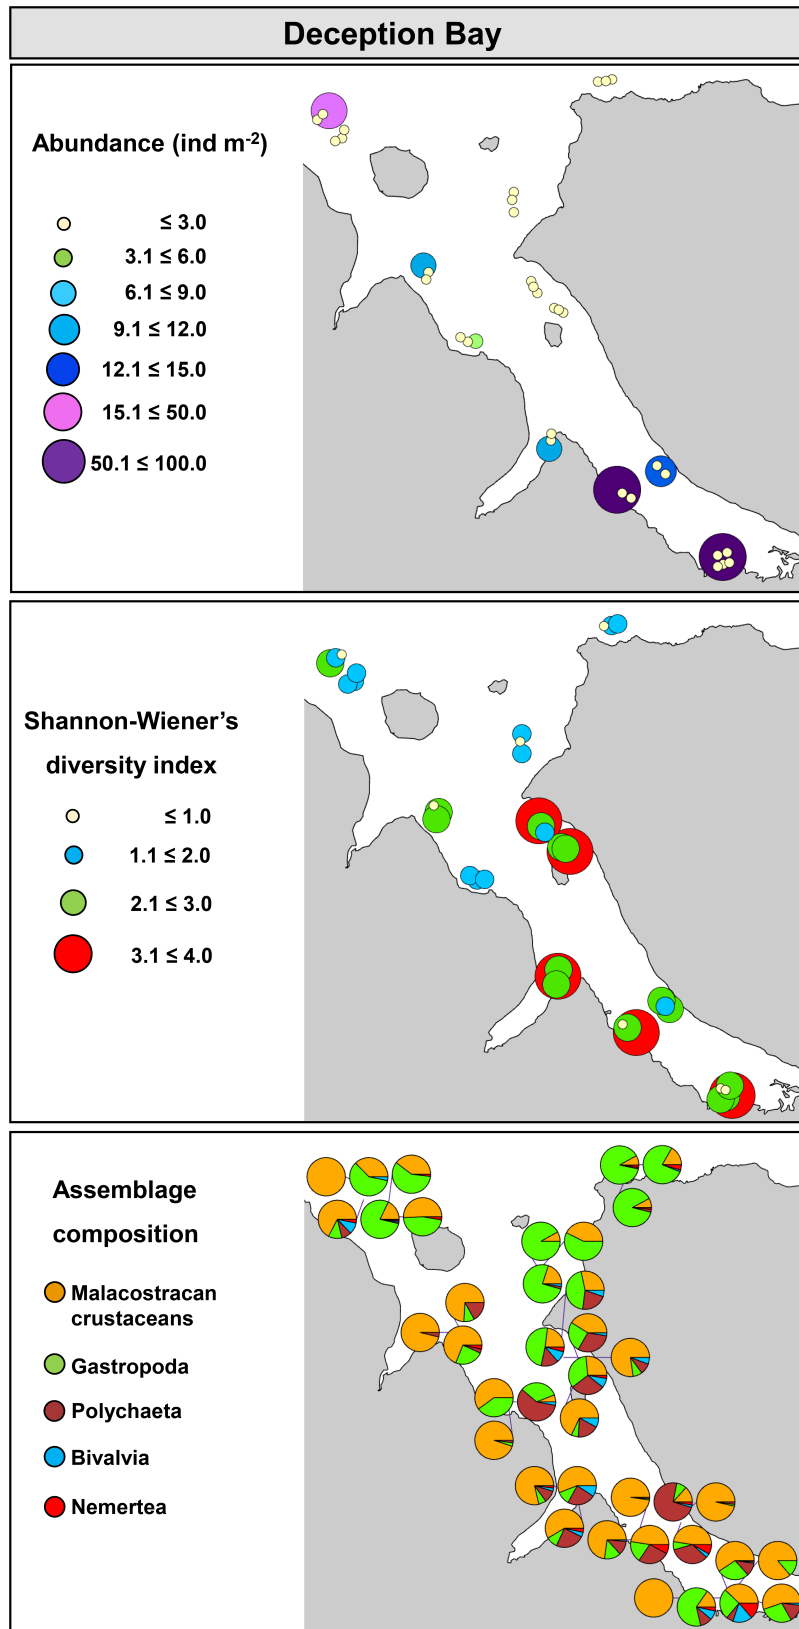 Deception Bay
Abundance (ind m-2)
≤ 3.0
3.1 ≤ 6.0
6.1 ≤ 9.0
9.1 ≤ 12.0
12.1 ≤ 15.0
15.1 ≤ 50.0
50.1 ≤ 100.0
Shannon-Wiener’s
diversity index
≤ 1.0
1.1 ≤ 2.0
2.1 ≤ 3.0
3.1 ≤ 4.0
Assemblage
composition
Malacostracan
crustaceans
Gastropoda
Polychaeta
Bivalvia
Nemertea